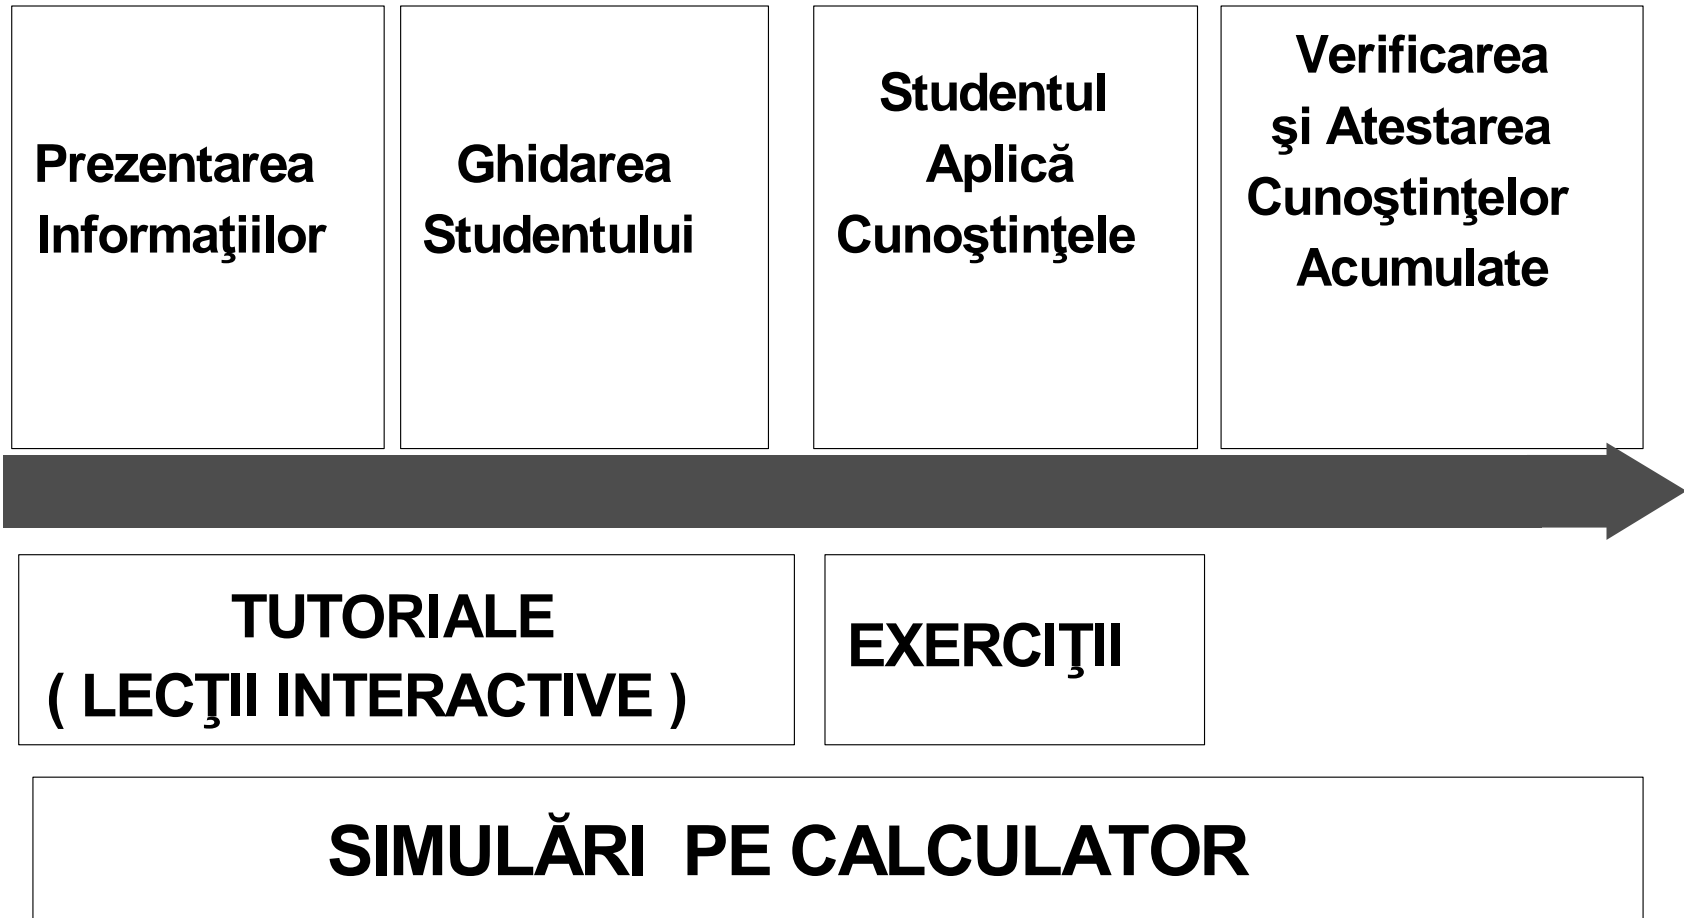 Prezentarea
Informaţiilor
Ghidarea
Studentului
Studentul
Aplică
Cunoştinţele
Verificarea
şi Atestarea
Cunoştinţelor
Acumulate
TUTORIALE
( LECŢII INTERACTIVE )
EXERCIŢII
SIMULĂRI PE CALCULATOR